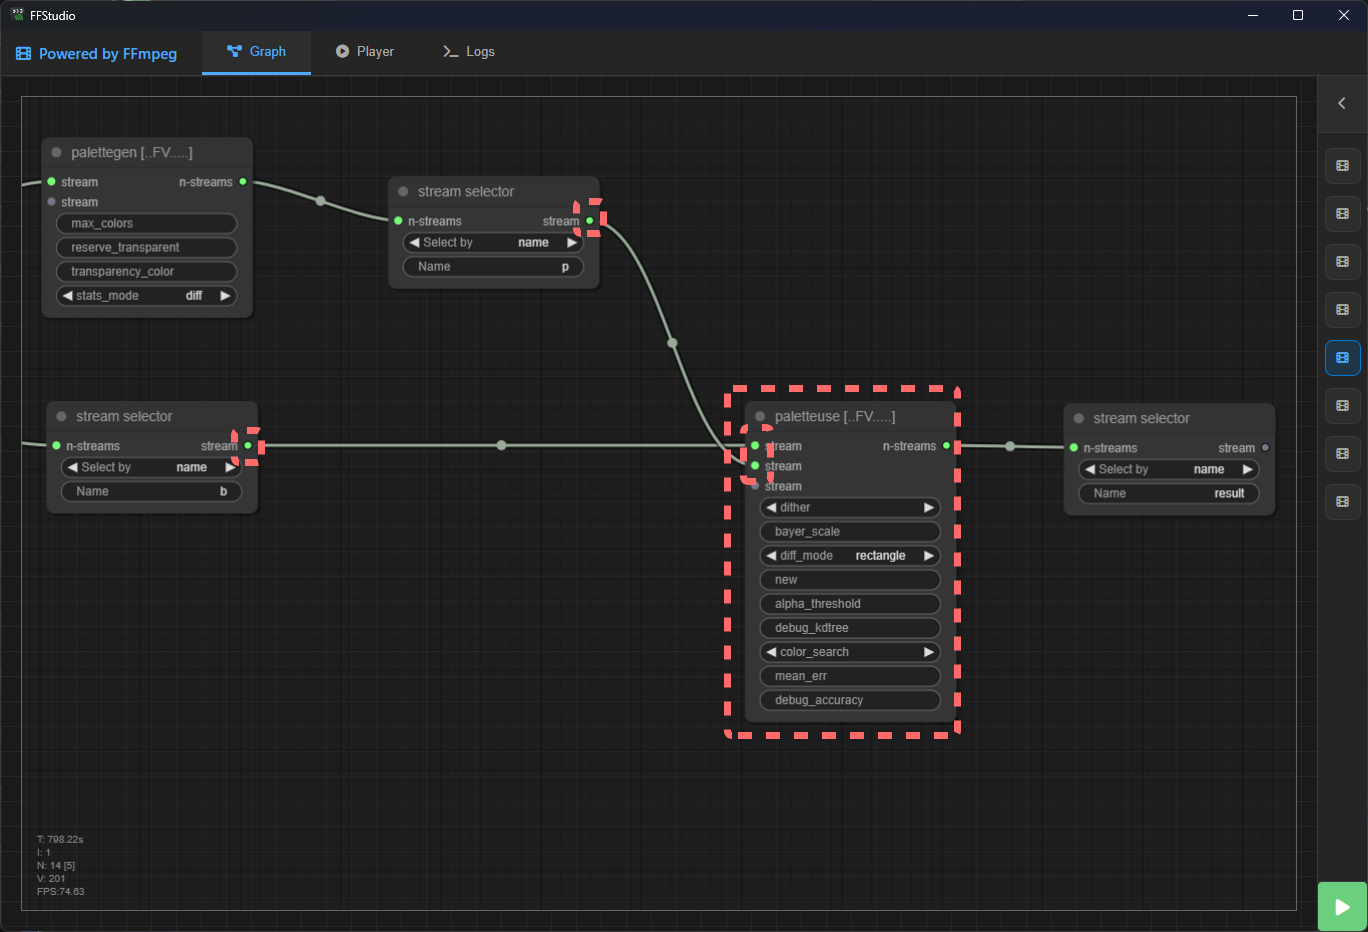 FFStudio
Powered by FFmpeg
Graph
Player
Logs
palettegen [..FV.....]
stream n-streams
stream
max_colors
reserve_transparent
transparency_color
stats_mode diff
stream selector
n-streams stream
Select by name
Name p
stream selector
n-streams stream
Select by name
Name b
paletteuse [..FV.....]
stream n-streams
stream
stream
dither
bayer_scale
diff_mode rectangle
new
alpha_threshold
debug_kdtree
color_search
mean_err
debug_accuracy
stream selector
n-streams stream
Select by name
Name result
T: 798.22s
I: 1
N: 14 [5]
V: 201
FPS:74.63